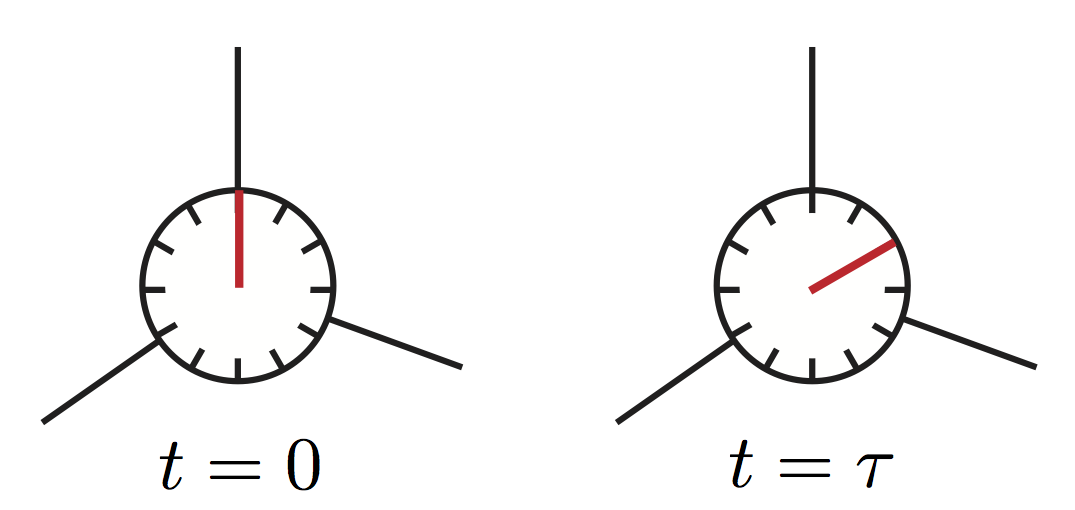 t = 0
t = τ